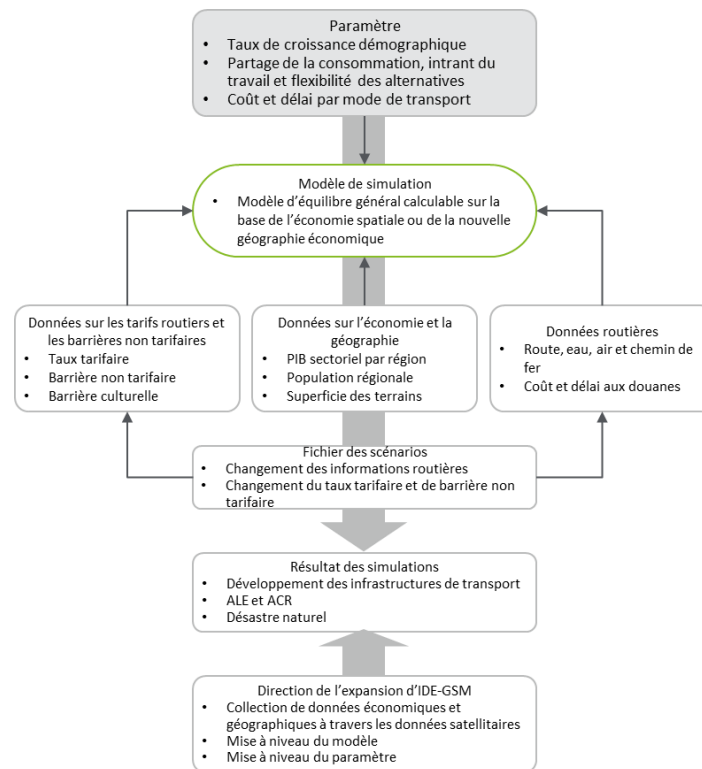 Paramètre
• Taux de croissance démographique
• Partage de la consommation, intrant du
travail et flexibilité des alternatives
• Coût et délai par mode de transport
Modèle de simulation
• Modèle d'équilibre général calculable sur la
base de l'économie spatiale ou de la nouvelle
géographie économique
Données sur les tarifs routiers et
les barrières non tarifaires
• Taux tarifaire
• Barrière non tarifaire
• Barrière culturelle
Données sur l'économie et la
géographie
• PIB sectoriel par région
• Population régionale
• Superficie des terrains
Données routières
• Route, eau, air et chemin de
fer
• Coût et délai aux douanes
Fichier des scénarios
• Changement des informations routières
• Changement du taux tarifaire et de barrière non
tarifaire
Résultat des simulations
• Développement des infrastructures de transport
• ALE et ACR
• Désastre naturel
Direction de l'expansion d'IDE-GSM
• Collection de données économiques et
géographiques à travers les données satellitaires
• Mise à niveau du modèle
• Mise à niveau du paramètre